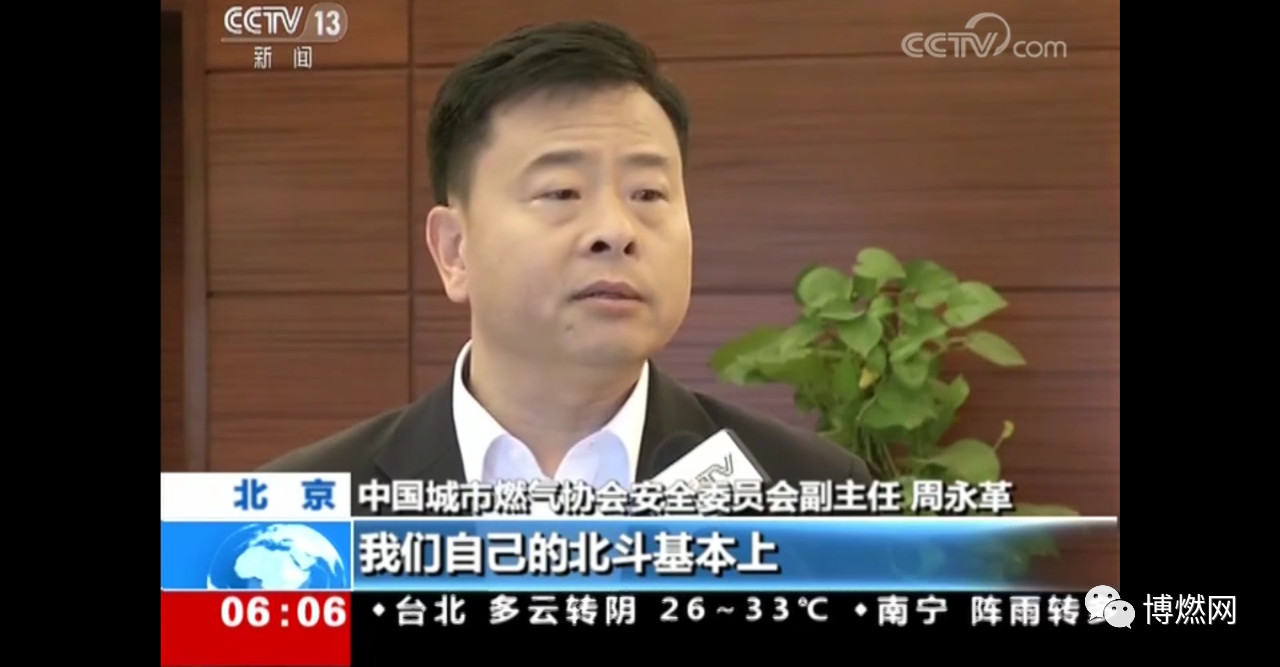 CCTV 13
新闻
CCTV.com
CCTV
北京
中国城市燃气协会安全委员会副主任 周永革
我们自己的北斗基本上
06:06
·台北 多云转阴 26~33℃ ·南宁 阵雨转
博燃网